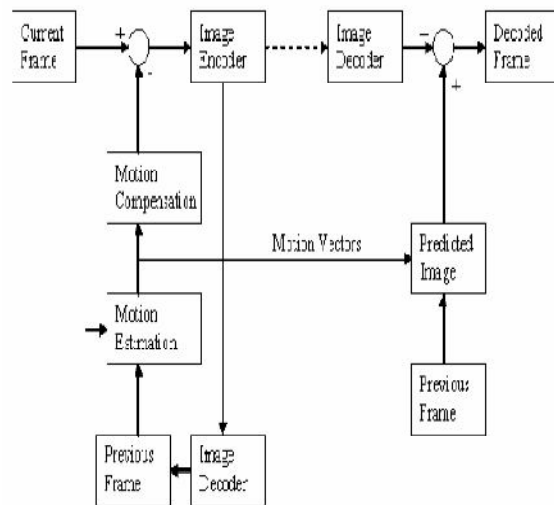 Current
Frame
+
-
Image
Encoder
Image
Decoder
−
+
Decoded
Frame
Motion
Compensation
Motion Vectors
Predicted
Image
Motion
Estimation
Previous
Frame
Previous
Frame
Image
Decoder